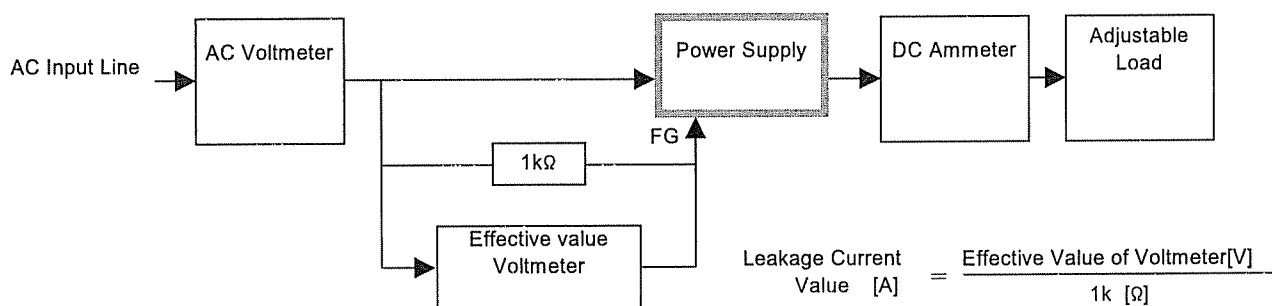 AC Input Line
AC Voltmeter
Power Supply
DC Ammeter
Adjustable
Load
FG
1kΩ
Effective value
Voltmeter
Leakage Current
Value [A]
= Effective Value of Voltmeter[V]
1k [Ω]